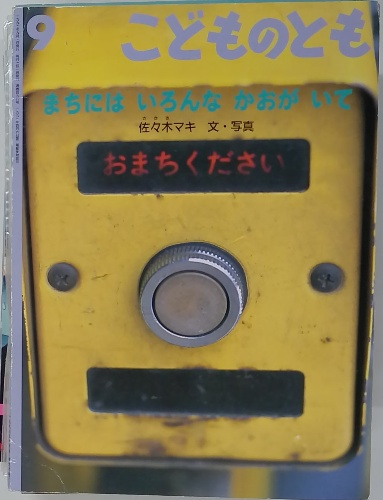 9 こどものとも
まちには いろんな かおが いて
佐々木マキ 文・写真
おまちください